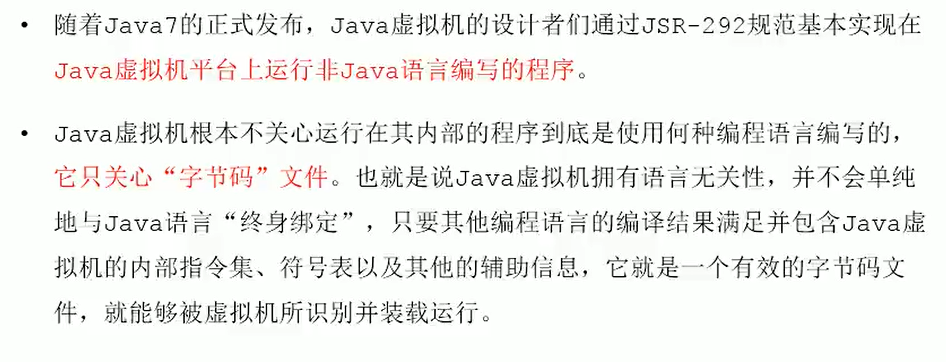 • 随着Java7的正式发布，Java虚拟机的设计者们通过JSR-292规范基本实现在
Java虚拟机平台上运行非Java语言编写的程序。
• Java虚拟机根本不关心运行在其内部的程序到底是使用何种编程语言编写的，
它只关心“字节码”文件。也就是说Java虚拟机拥有语言无关性，并不会单纯
地与Java语言“终身绑定”，只要其他编程语言的编译结果满足并包含Java虚
拟机的内部指令集、符号表以及其他的辅助信息，它就是一个有效的字节码文
件，就能够被虚拟机所识别并装载运行。